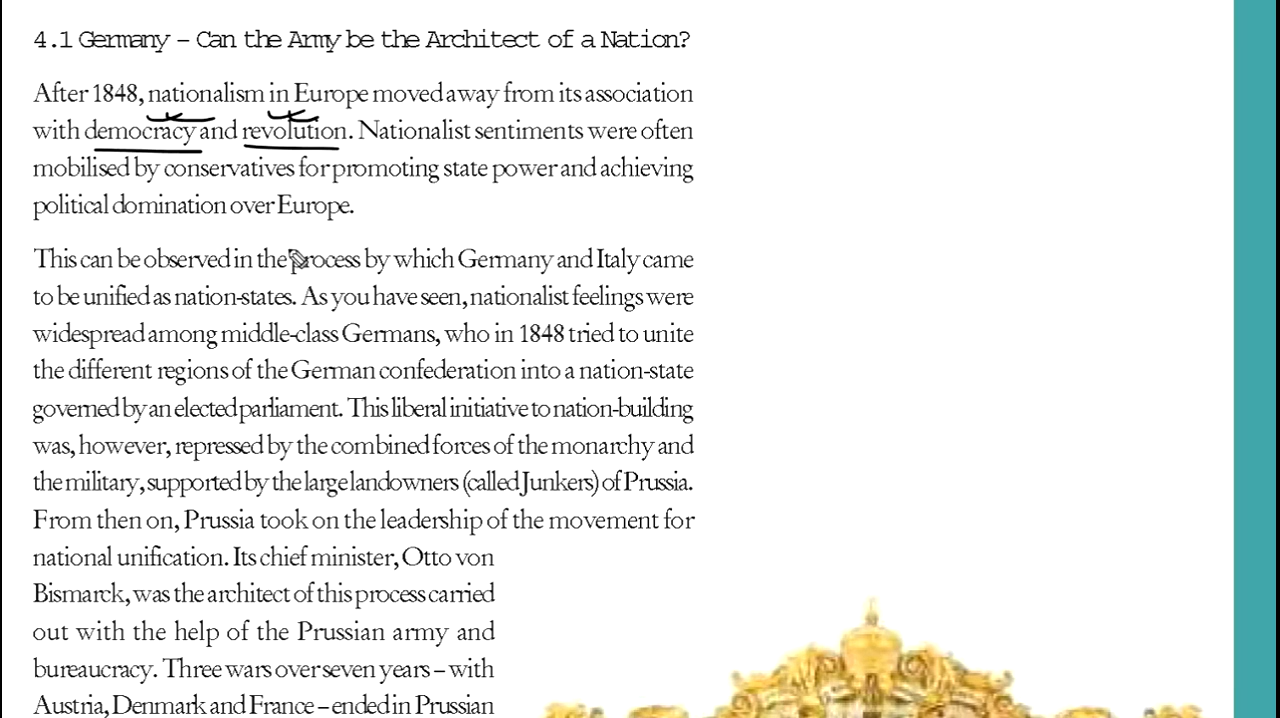 4.1 Germany – Can the Army be the Architect of a Nation?
After 1848, nationalism in Europe moved away from its association
with democracy and revolution. Nationalist sentiments were often
mobilised by conservatives for promoting state power and achieving
political domination over Europe.
This can be observed in the process by which Germany and Italy came
to be unified as nation-states. As you have seen, nationalist feelings were
widespread among middle-class Germans, who in 1848 tried to unite
the different regions of the German confederation into a nation-state
governed by an elected parliament. This liberal initiative to nation-building
was, however, repressed by the combined forces of the monarchy and
the military, supported by the large landowners (called Junkers) of Prussia.
From then on, Prussia took on the leadership of the movement for
national unification. Its chief minister, Otto von
Bismarck, was the architect of this process carried
out with the help of the Prussian army and
bureaucracy. Three wars over seven years – with
Austria, Denmark and France – ended in Prussian